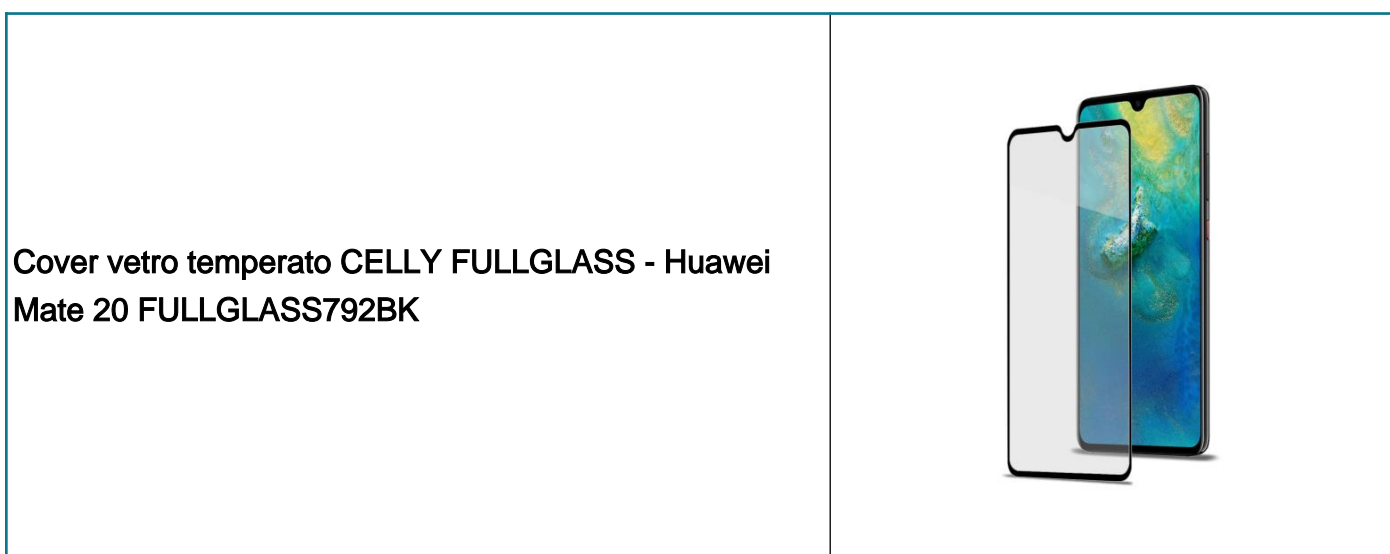 Cover vetro temperato CELLY FULLGLASS - Huawei
Mate 20 FULLGLASS792BK